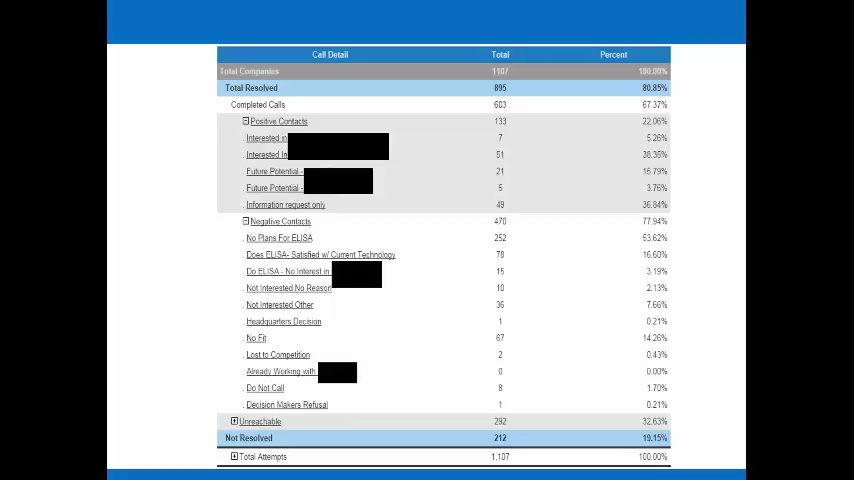 Call Detail Total Percent
Total Companies 1107 100.00%
Total Resolved 895 80.85%
Completed Calls 603 67.37%
Positive Contacts 133 22.06%
. Interested in 7 5.26%
. Interested In 51 38.35%
. Future Potential - 21 15.79%
. Future Potential - 5 3.76%
. Information request only 49 36.84%
Negative Contacts 470 77.94%
. No Plans For ELISA 252 53.62%
. Does ELISA- Satisfied w/ Current Technology 78 16.60%
. Do ELISA - No Interest in 15 3.19%
. Not Interested No Reason 10 2.13%
. Not Interested Other 36 7.66%
. Headquarters Decision 1 0.21%
. No Fit 67 14.26%
. Lost to Competition 2 0.43%
. Already Working with 0 0.00%
. Do Not Call 8 1.70%
. Decision Makers Refusal 1 0.21%
Unreachable 292 32.63%
Not Resolved 212 19.15%
Total Attempts 1,107 100.00%